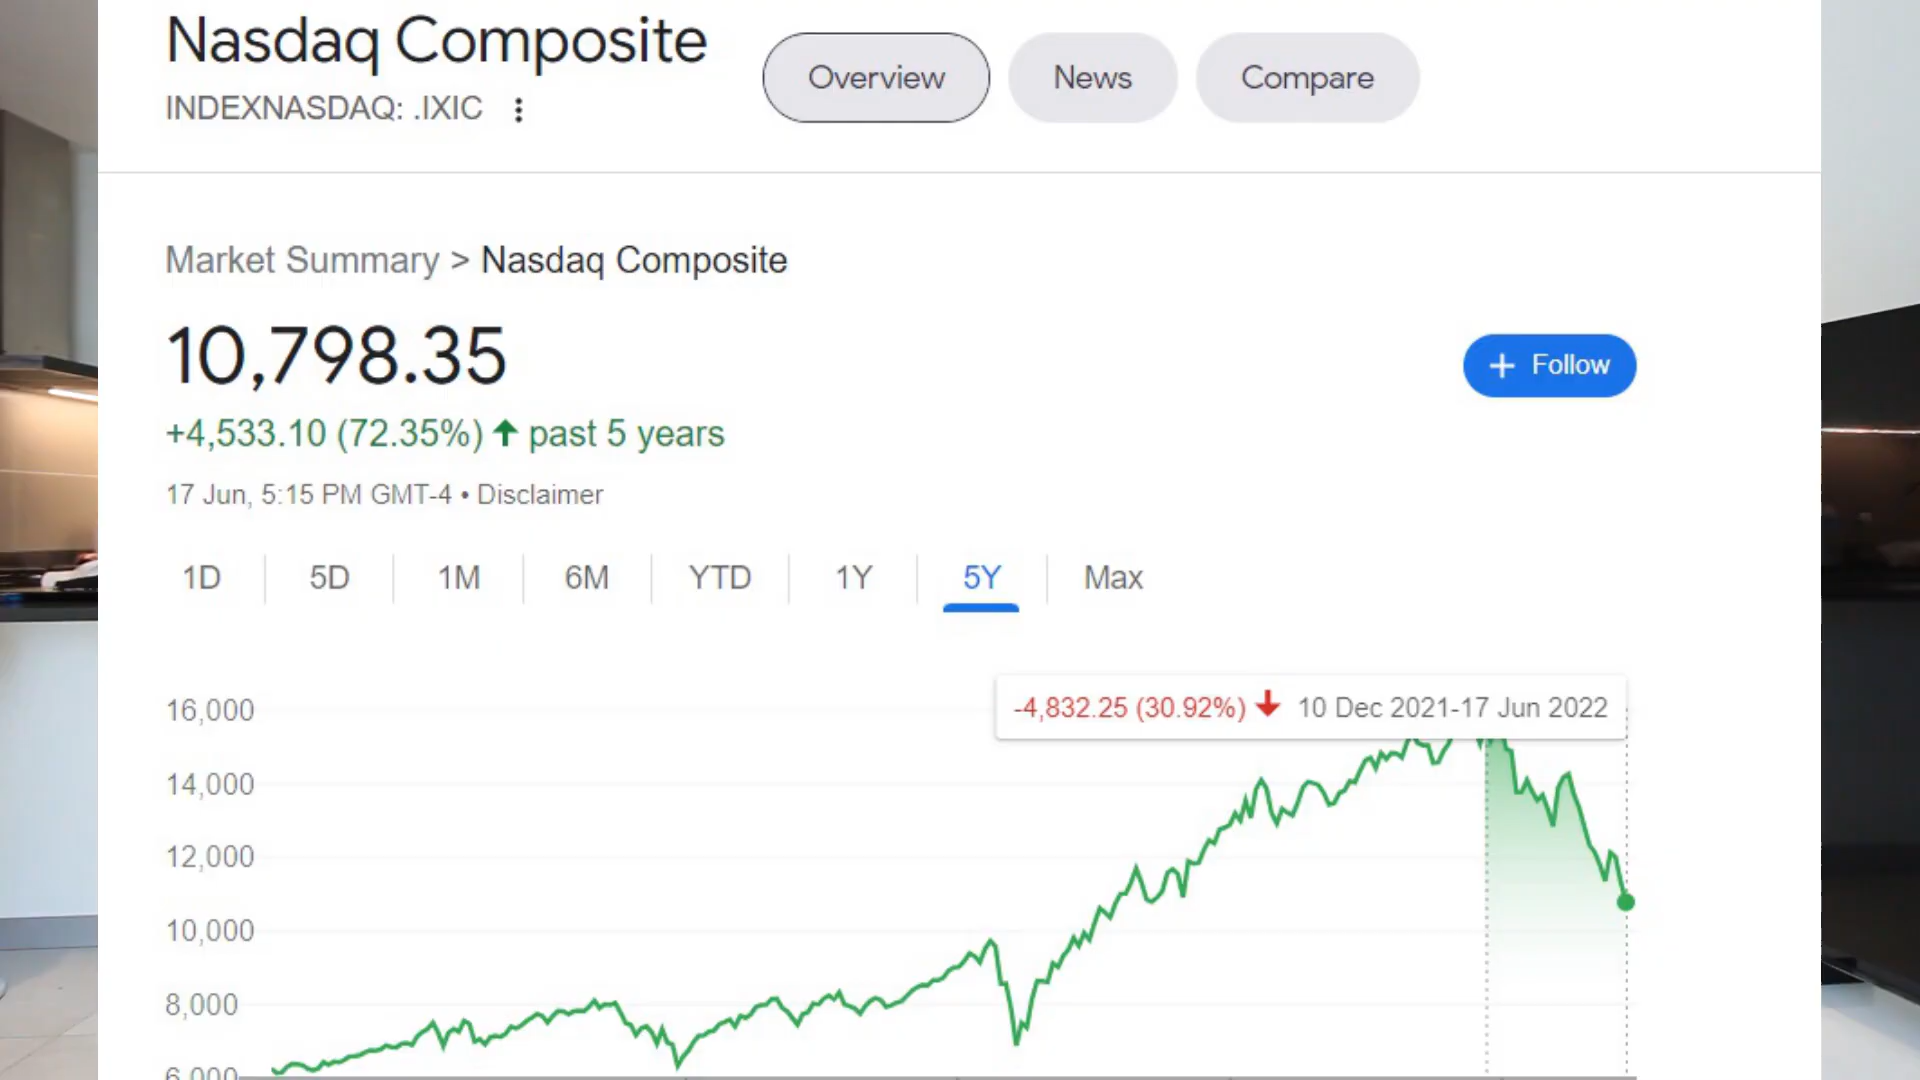 Nasdaq Composite
INDEXNASDAQ: .IXIC
Overview
News
Compare
Market Summary > Nasdaq Composite
10,798.35
+4,533.10 (72.35%) ↑ past 5 years
+ Follow
17 Jun, 5:15 PM GMT-4 • Disclaimer
1D
5D
1M
6M
YTD
1Y
5Y
Max
-4,832.25 (30.92%) ↓ 10 Dec 2021-17 Jun 2022
16,000
14,000
12,000
10,000
8,000
6,000